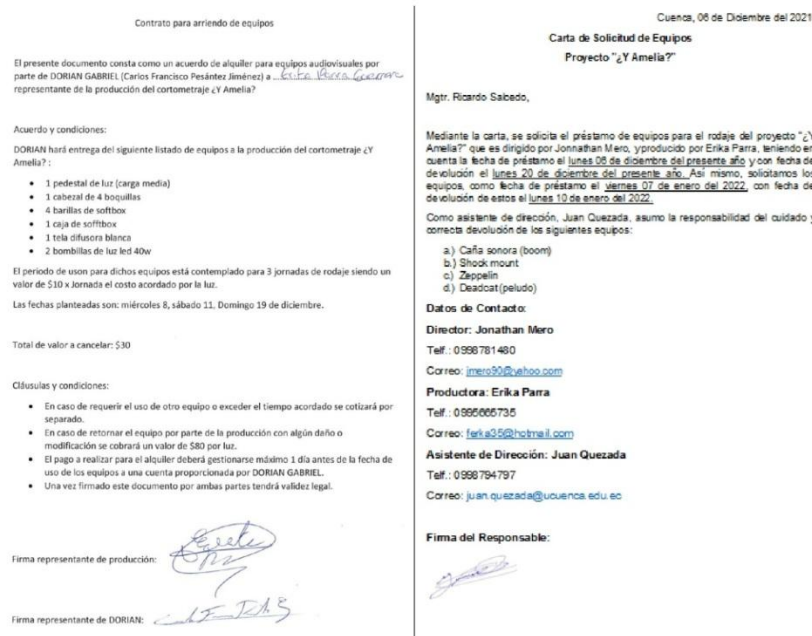 Contrato para arriendo de equipos
El presente documento consta como un acuerdo de alquiler para equipos audiovisuales por
parte de DORIAN GABRIEL (Carlos Francisco Pesántez Jiménez) a Erika Parra Guzmán
representante de la producción del cortometraje ¿Y Amelia?
Acuerdo y condiciones:
DORIAN hará entrega del siguiente listado de equipos a la producción del cortometraje ¿Y
Amelia? :
• 1 pedestal de luz (carga media)
• 1 cabezal de 4 boquillas
• 4 barillas de softbox
• 1 caja de sofftbox
• 1 tela difusora blanca
• 2 bombillas de luz led 40w
El periodo de uson para dichos equipos está contemplado para 3 jornadas de rodaje siendo un
valor de $10 x Jornada el costo acordado por la luz.
Las fechas planteadas son: miércoles 8, sábado 11, Domingo 19 de diciembre.
Total de valor a cancelar: $30
Cláusulas y condiciones:
• En caso de requerir el uso de otro equipo o exceder el tiempo acordado se cotizará por
separado.
• En caso de retornar el equipo por parte de la producción con algún daño o
modificación se cobrará un valor de $80 por luz.
• El pago a realizar para el alquiler deberá gestionarse máximo 1 día antes de la fecha de
uso de los equipos a una cuenta proporcionada por DORIAN GABRIEL.
• Una vez firmado este documento por ambas partes tendrá validez legal.
Firma representante de producción:
Firma representante de DORIAN:
Cuenca, 06 de Diciembre del 2021
Carta de Solicitud de Equipos
Proyecto "¿Y Amelia?"
Mgtr. Ricardo Salcedo,
Mediante la carta, se solicita el préstamo de equipos para el rodaje del proyecto "¿Y
Amelia?" que es dirigido por Jonnathan Mero, y producido por Erika Parra, teniendo en
cuenta la fecha de préstamo el lunes 06 de diciembre del presente año y con fecha de
devolución el lunes 20 de diciembre del presente año. Así mismo, solicitamos los
equipos, como fecha de préstamo el viernes 07 de enero del 2022, con fecha de
devolución de estos el lunes 10 de enero del 2022.
Como asistente de dirección, Juan Quezada, asumo la responsabilidad del cuidado y
correcta devolución de los siguientes equipos:
a.) Caña sonora (boom)
b.) Shock mount
c) Zeppelin
d.) Deadcat (peludo)
Datos de Contacto:
Director: Jonathan Mero
Telf.: 0998781480
Correo: jmero90@yahoo.com
Productora: Erika Parra
Telf.: 0995665735
Correo: ferka35@hotmail.com
Asistente de Dirección: Juan Quezada
Telf.: 0998794797
Correo: juan.quezada@ucuenca.edu.ec
Firma del Responsable: